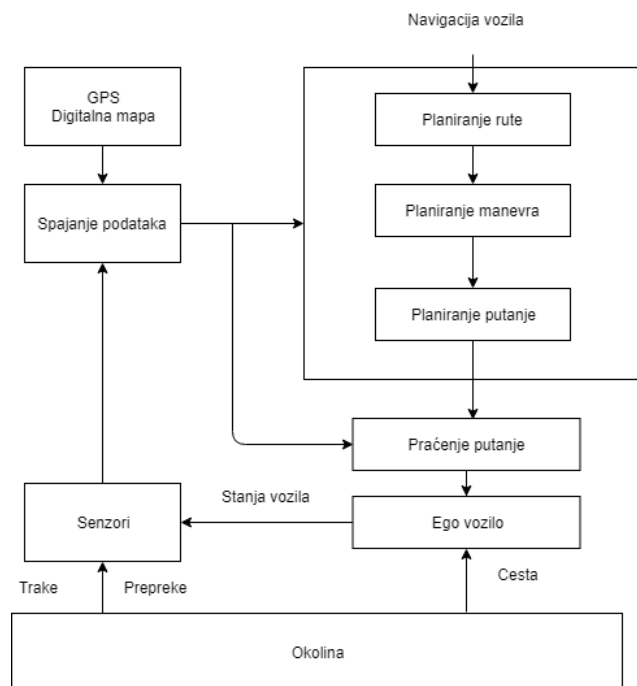 Navigacija vozila
GPS
Digitalna mapa
Planiranje rute
Spajanje podataka
Planiranje manevra
Planiranje putanje
Praćenje putanje
Stanja vozila
Senzori
Ego vozilo
Trake
Prepreke
Cesta
Okolina